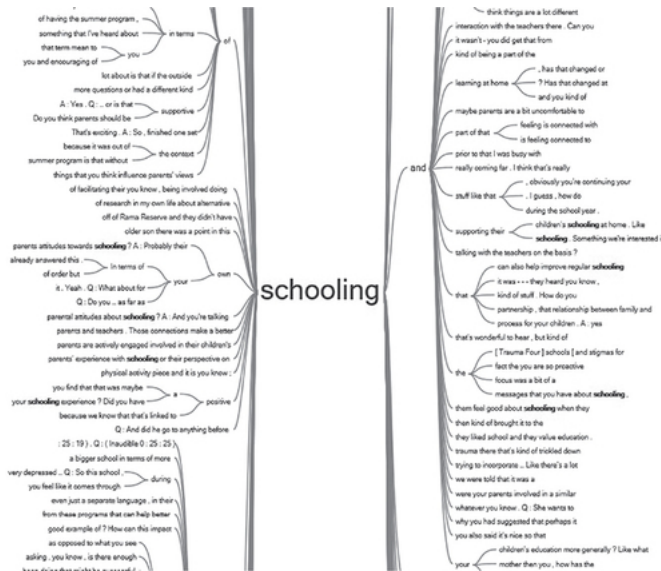 of having the summer program ,
something that I've heard about
in terms
that term mean to
you
you and encouraging of
of
lot about is that if the outside
more questions or had a different kind
A : Yes . Q : .. or is that
supportive
Do you think parents should be
That's exciting . A : So , finished one set
because it was out of
the context
summer program is that without
things that you think influence parents' views
of facilitating their you know , being involved doing
of research in my own life about alternative
off of Rama Reserve and they didn't have
older son there was a point in this
parents attitudes towards schooling ? A : Probably their
own
already answered this .
in terms of
of order but
your
it . Yeah . Q : What about for
Q : Do you .. as far as
parental attitudes about schooling ? A : And you're talking
parents and teachers . Those connections make a better
parents are actively engaged involved in their children's
parents' experience with schooling or their perspective on
physical activity piece and it is you know ;
you find that that was maybe
a
your schooling experience ? Did you have
positive
because we know that that's linked to
Q : And did he go to anything before
: 25 : 19 ) . Q : ( Inaudible 0 : 25 : 25 )
a bigger school in terms of more
very depressed .. Q : So this school ,
during
you feel like it comes through
even just a separate language , in their
from these programs that can help better
good example of ? How can this impact
as opposed to what you see
asking , you know , is there enough
schooling
think things are a lot different
interaction with the teachers there . Can you
it wasn't - you did get that from
kind of being a part of the
learning at home
, has that changed or
? Has that changed at
and you kind of
maybe parents are a bit uncomfortable to
part of that
feeling is connected with
is feeling connected to
prior to that I was busy with
and
really coming far . I think that's really
stuff like that
, obviously you're continuing your
. I guess , how do
during the school year .
supporting their
children's schooling at home . Like
schooling . Something we're interested i
talking with the teachers on the basis ?
that
can also help improve regular schooling
it was - - - they heard you know ,
kind of stuff . How do you
partnership , that relationship between family and
process for your children . A : yes
that's wonderful to hear , but kind of
the
[ Trauma Four ] schools [ and stigmas for
fact the you are so proactive
focus was a bit of a
messages that you have about schooling ,
them feel good about schooling when they
then kind of brought it to the
they liked school and they value education .
trauma there that's kind of trickled down
trying to incorporate .. Like there's a lot
we were told that it was a
were your parents involved in a similar
whatever you know . Q : She wants to
why you had suggested that perhaps it
you also said it's nice so that
your
children's education more generally ? Like what
mother then you , how has the